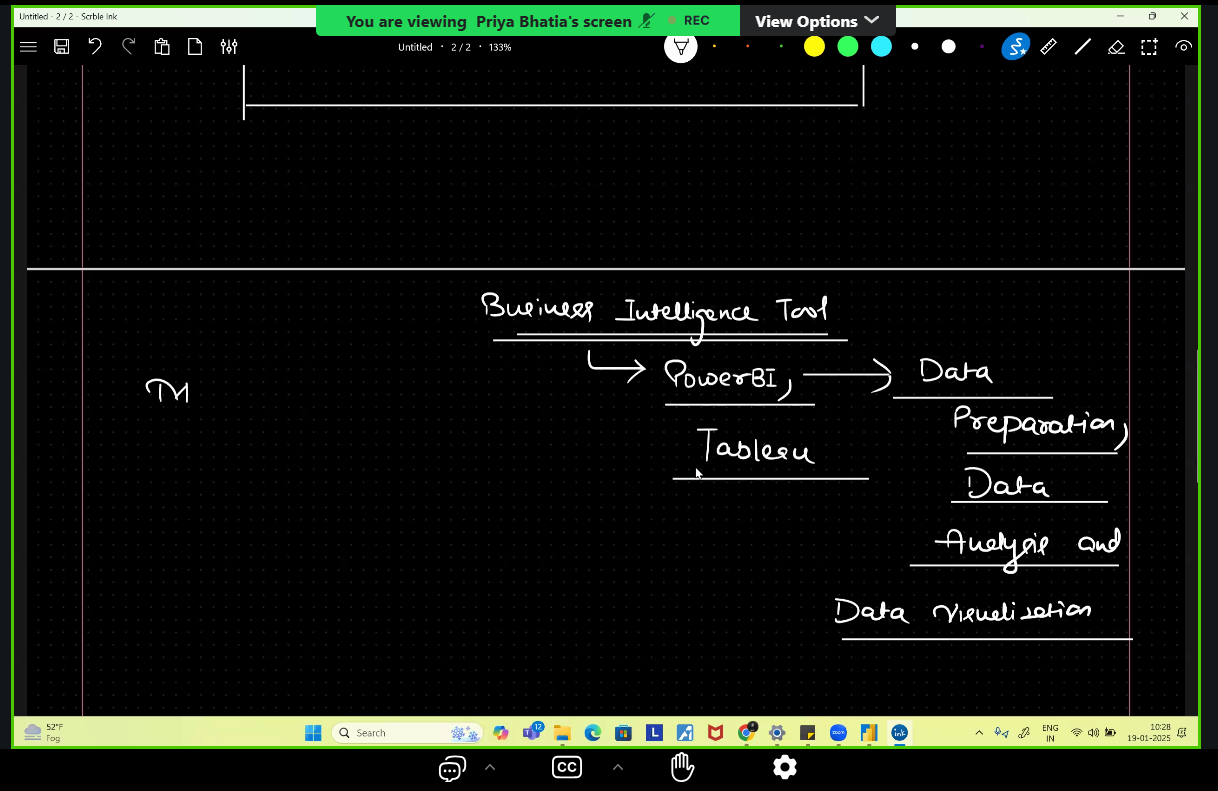 Untitled - 2 / 2 - Scrble Ink
You are viewing Priya Bhatia's screen
REC
View Options
Untitled · 2 / 2 · 133%
Business Intelligence Tool
PowerBI,
Data
Preparation,
Tableau
Data
Analysis and
Data Visualization
52°F
Fog
Search
12
ENG
IN
10:28
19-01-2025
CC